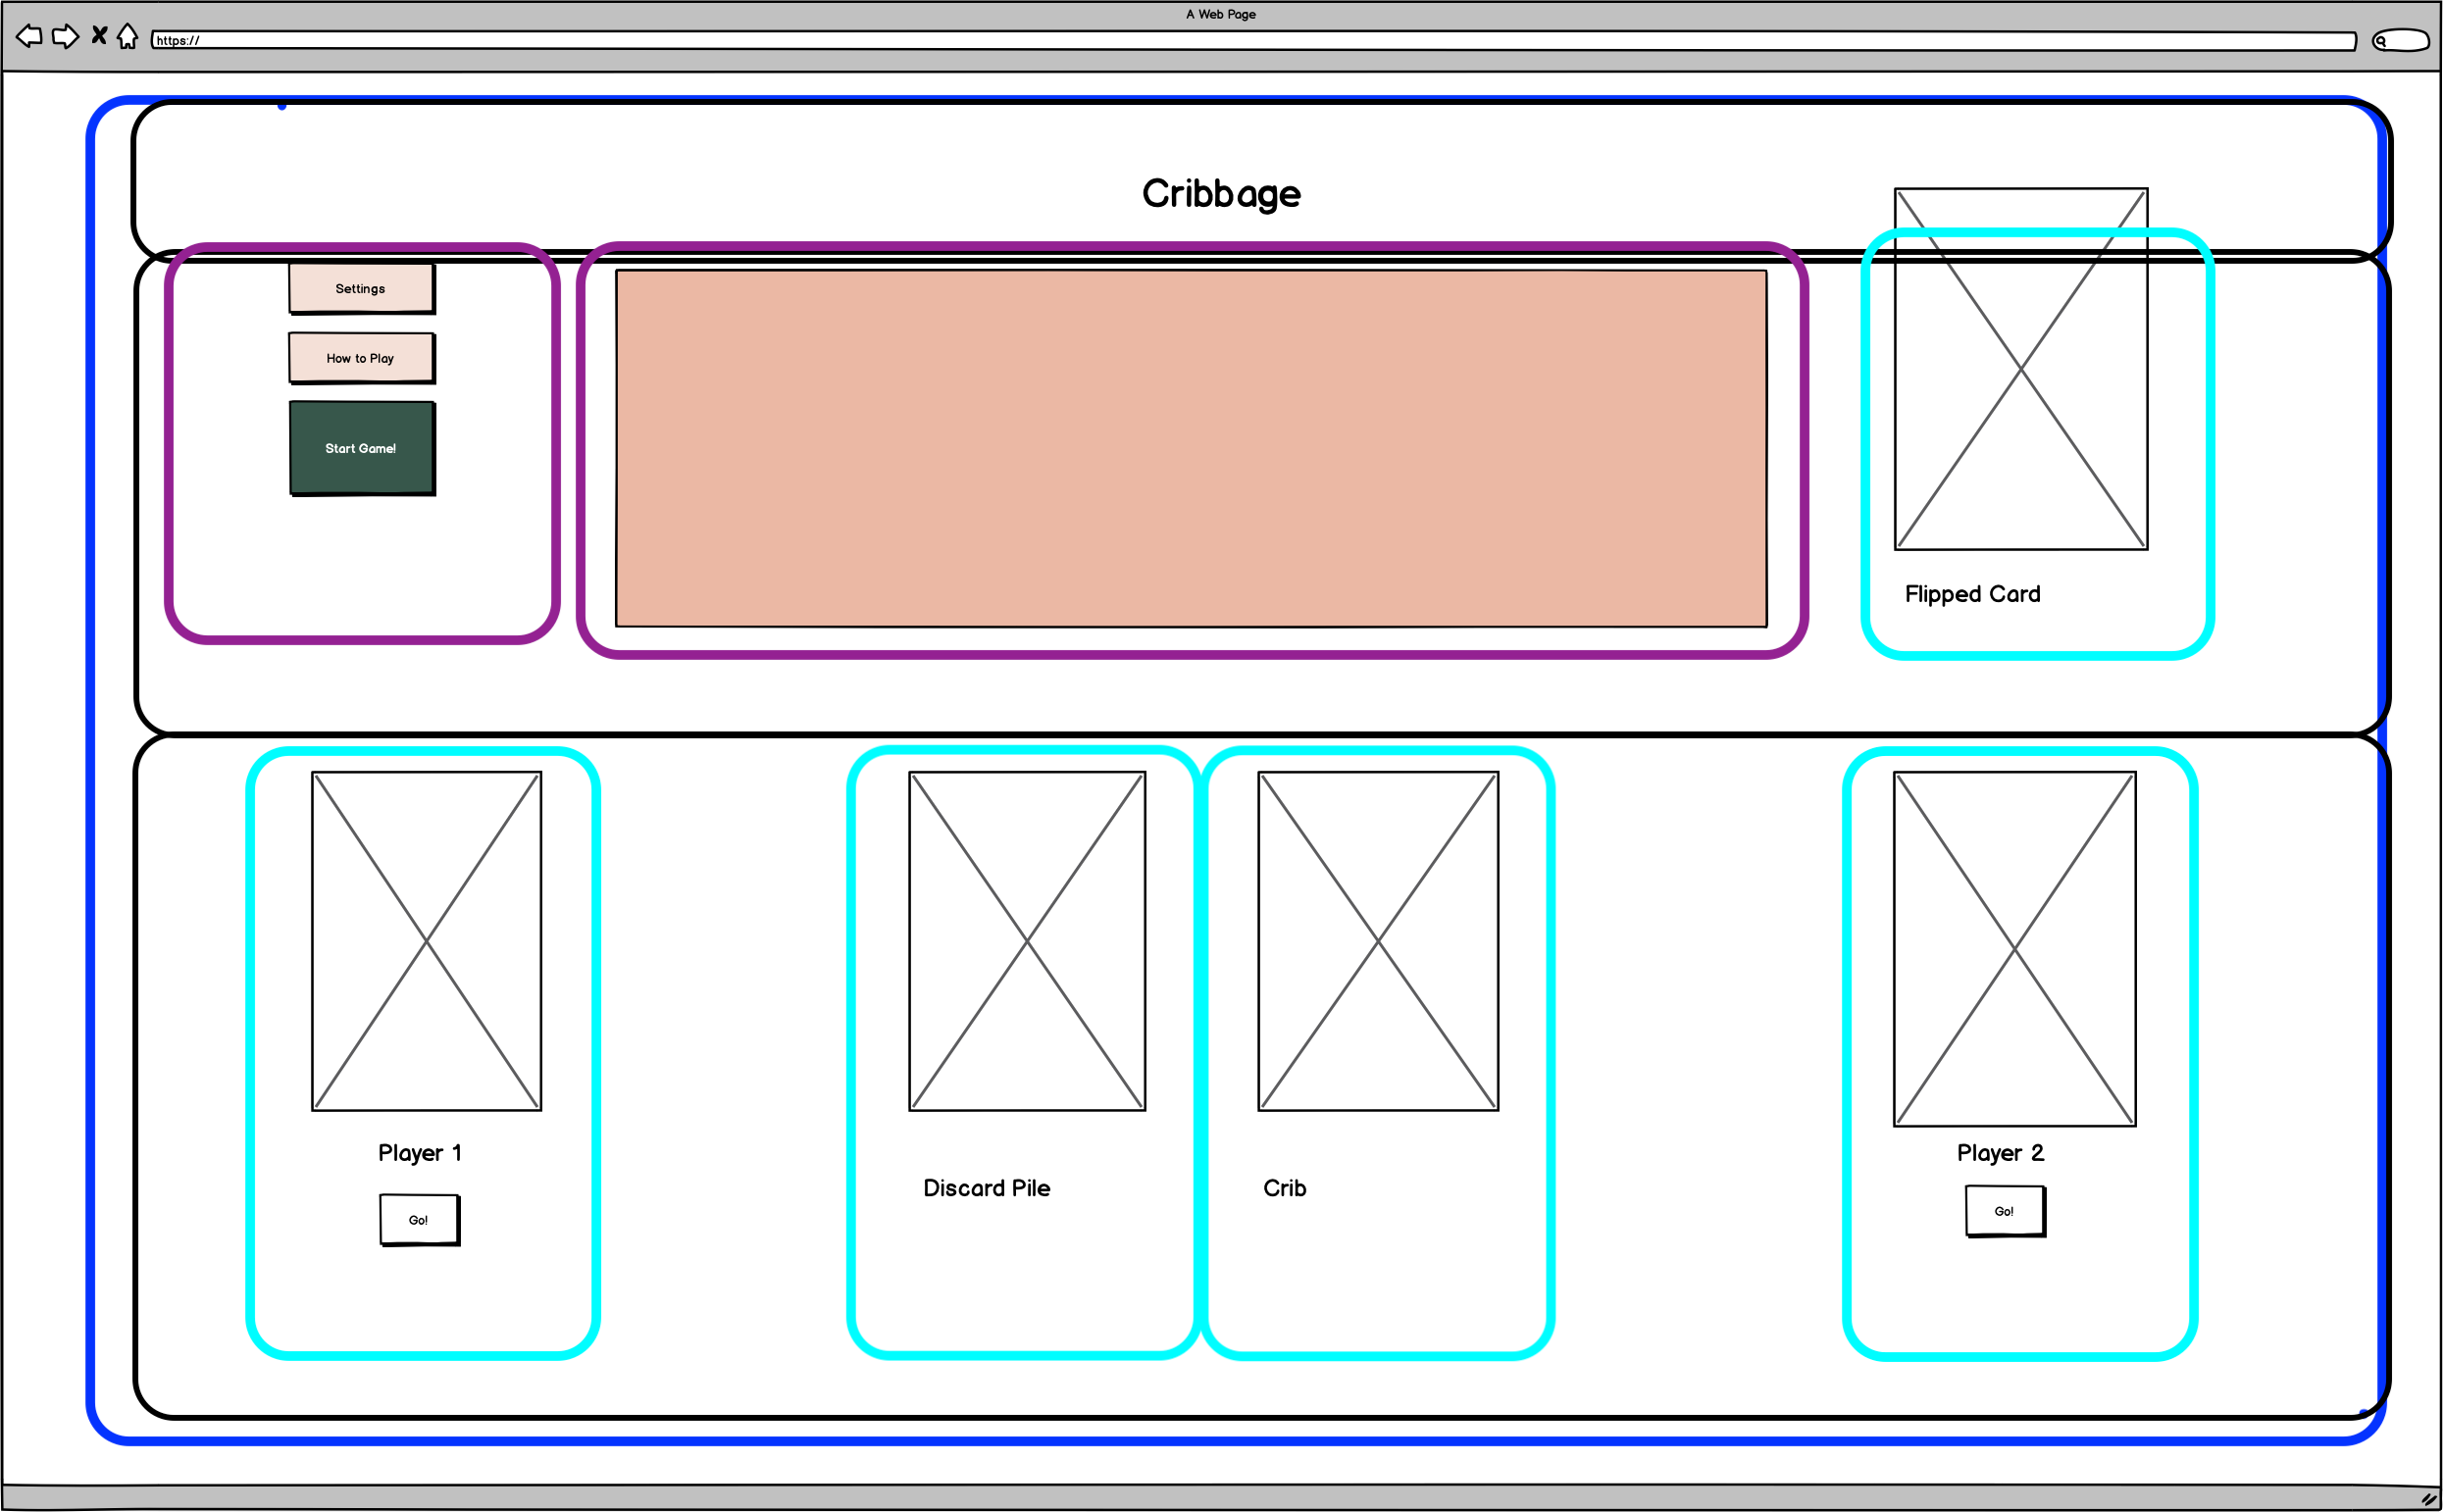 A Web Page
https://
Cribbage
Settings
How to Play
Start Game!
Flipped Card
Player 1
Go!
Discard Pile
Crib
Player 2
Go!